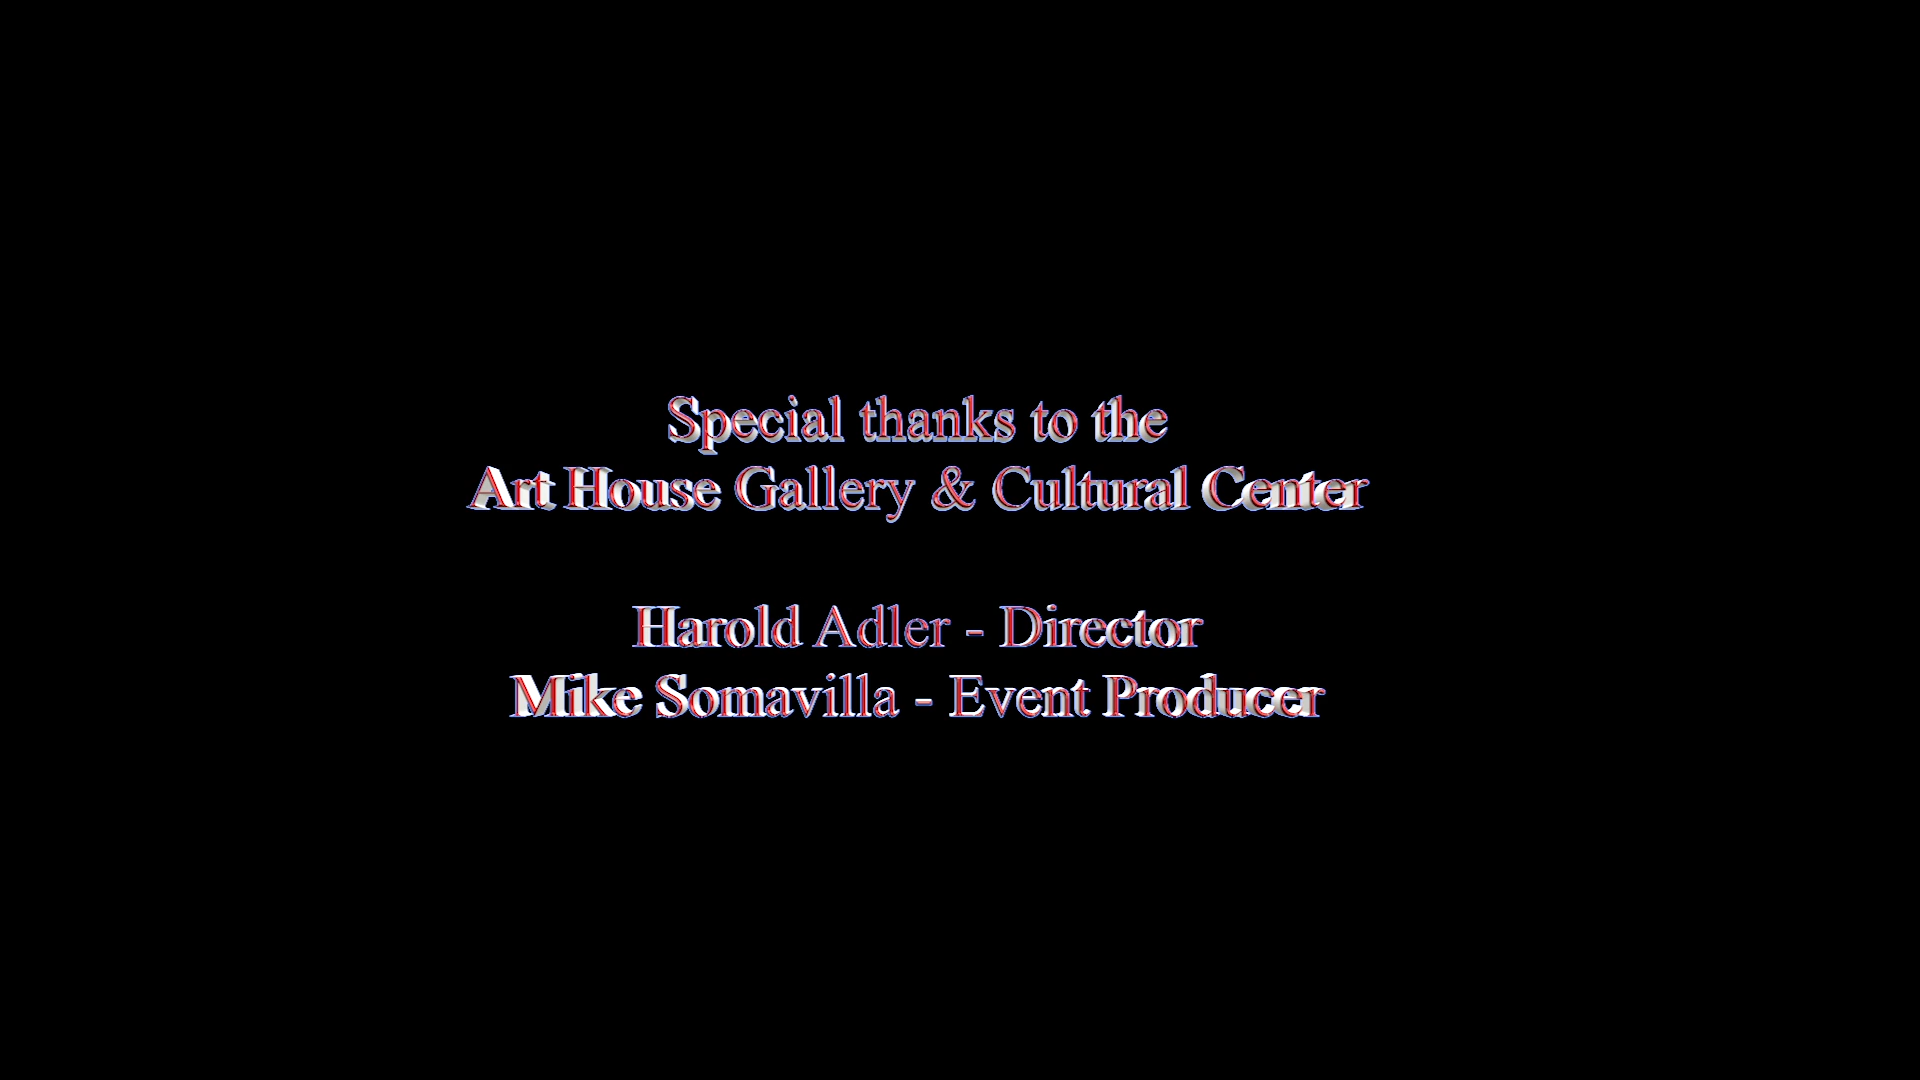 Special thanks to the
Art House Gallery & Cultural Center
Harold Adler - Director
Mike Somavilla - Event Producer